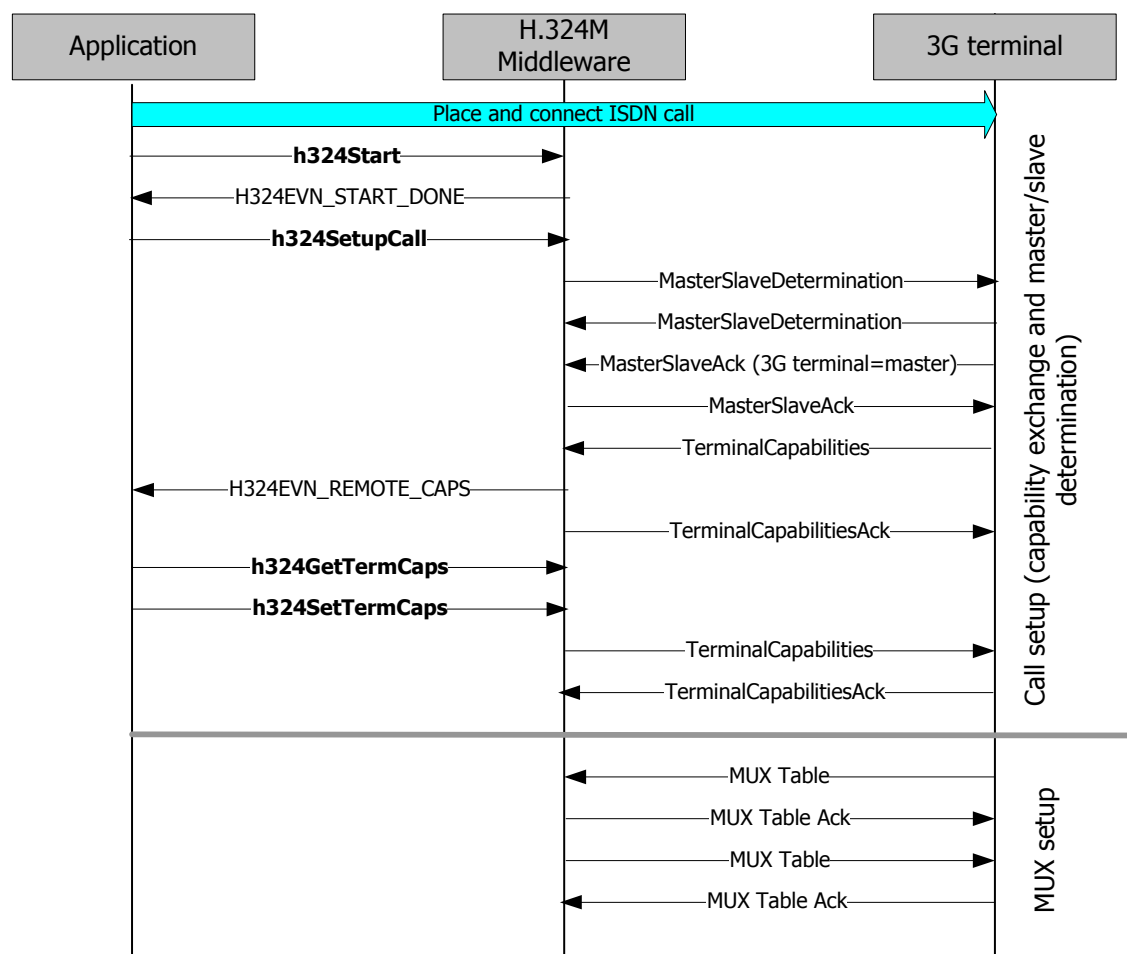 Application
H.324M
Middleware
3G terminal
Place and connect ISDN call
h324Start
H324EVN_START_DONE
h324SetupCall
MasterSlaveDetermination
MasterSlaveDetermination
MasterSlaveAck (3G terminal=master)
MasterSlaveAck
TerminalCapabilities
H324EVN_REMOTE_CAPS
TerminalCapabilitiesAck
h324GetTermCaps
h324SetTermCaps
TerminalCapabilities
TerminalCapabilitiesAck
Call setup (capability exchange and master/slave
determination)
MUX Table
MUX Table Ack
MUX Table
MUX Table Ack
MUX setup